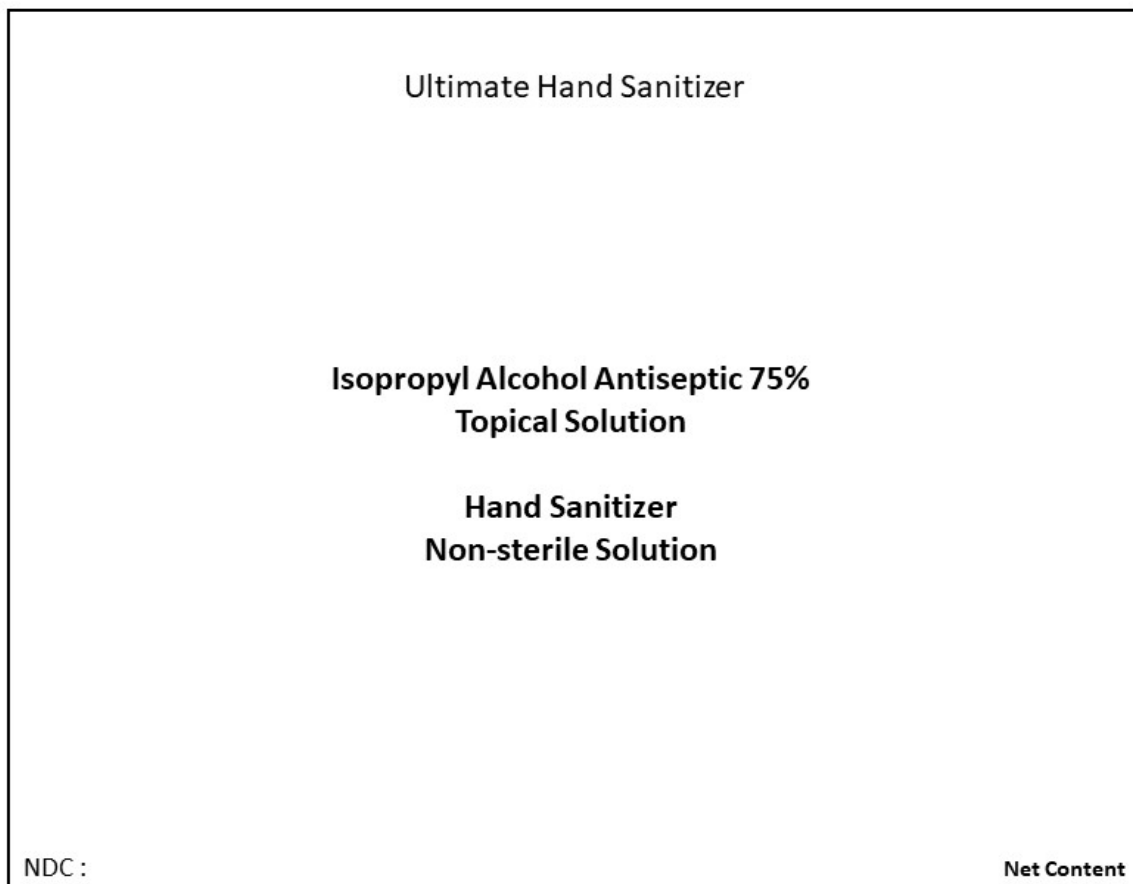 Ultimate Hand Sanitizer
Isopropyl Alcohol Antiseptic 75%
Topical Solution
Hand Sanitizer
Non-sterile Solution
NDC :
Net Content